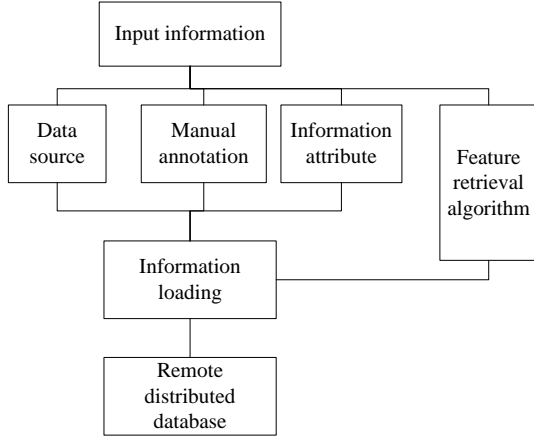 Input information
Data
source
Manual
annotation
Information
attribute
Feature
retrieval
algorithm
Information
loading
Remote
distributed
database